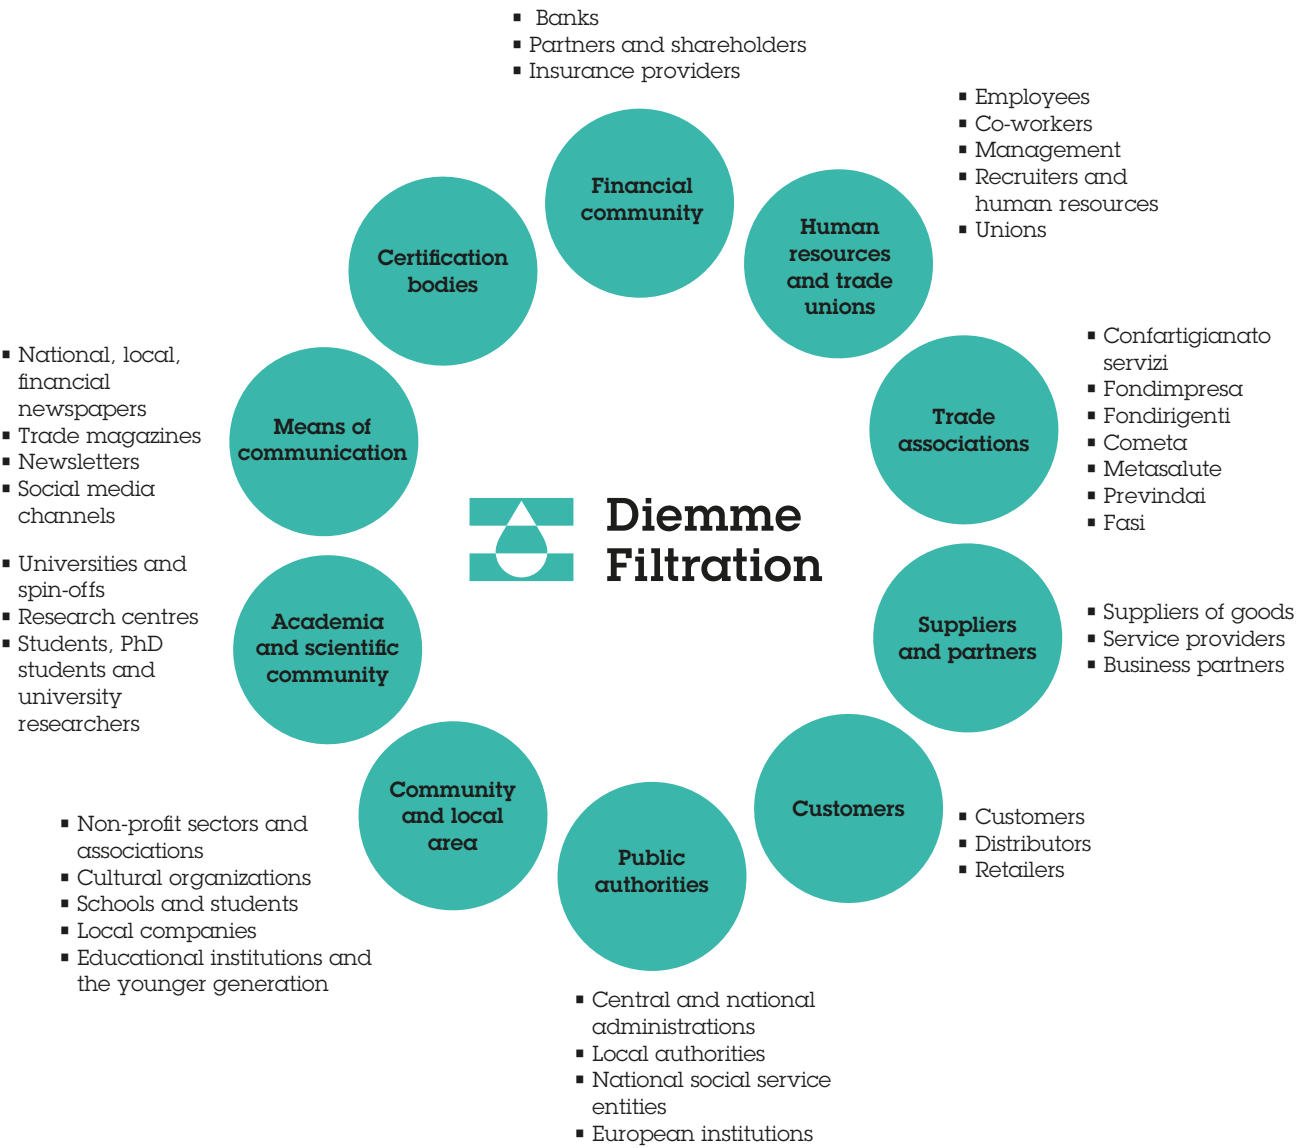 ▪ Banks
▪ Partners and shareholders
▪ Insurance providers
Financial
community
▪ Employees
▪ Co-workers
▪ Management
▪ Recruiters and
human resources
▪ Unions
Human
resources
and trade
unions
▪ Confartigianato
servizi
▪ Fondimpresa
▪ Fondirigenti
▪ Cometa
▪ Metasalute
▪ Previndai
▪ Fasi
Trade
associations
▪ Suppliers of goods
▪ Service providers
▪ Business partners
Suppliers
and partners
Customers
▪ Customers
▪ Distributors
▪ Retailers
Public
authorities
▪ Central and national
administrations
▪ Local authorities
▪ National social service
entities
▪ European institutions
Community
and local
area
▪ Non-profit sectors and
associations
▪ Cultural organizations
▪ Schools and students
▪ Local companies
▪ Educational institutions and
the younger generation
Academia
and scientific
community
▪ Universities and
spin-offs
▪ Research centres
▪ Students, PhD
students and
university
researchers
Means of
communication
▪ National, local,
financial
newspapers
▪ Trade magazines
▪ Newsletters
▪ Social media
channels
Certification
bodies
Diemme
Filtration